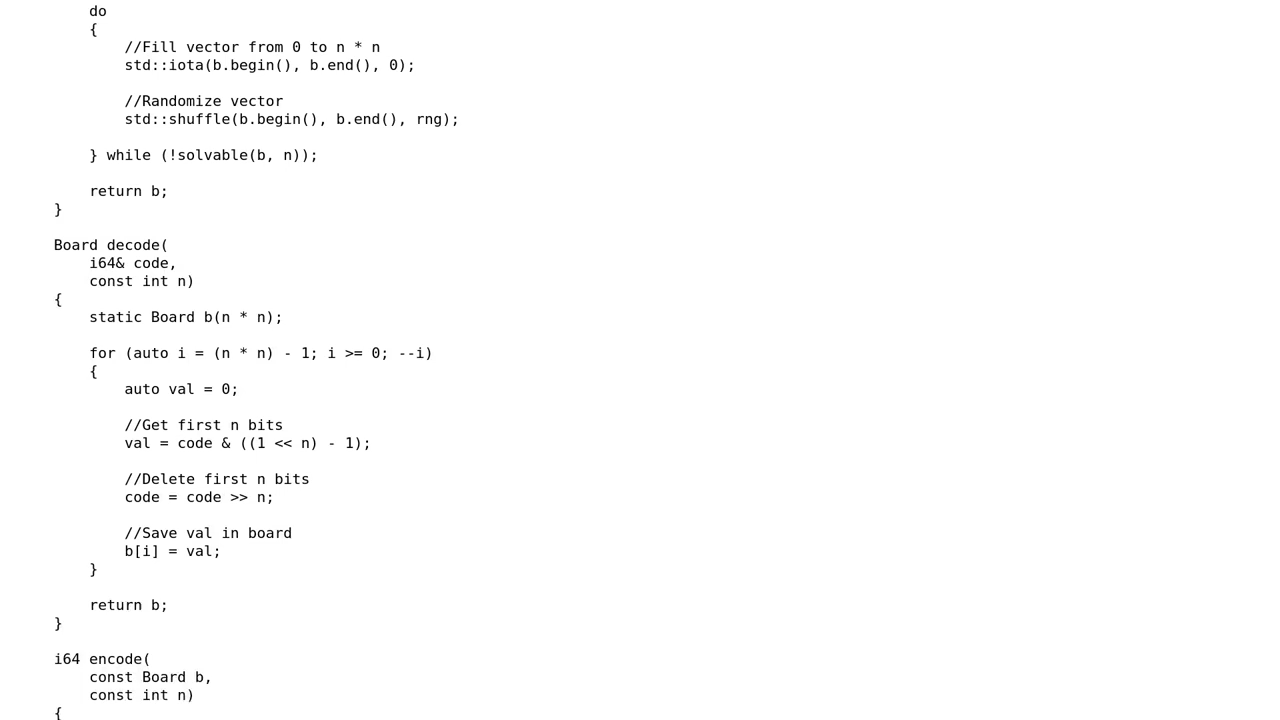 do
{
//Fill vector from 0 to n * n
std::iota(b.begin(), b.end(), 0);
//Randomize vector
std::shuffle(b.begin(), b.end(), rng);
} while (!solvable(b, n));
return b;
}
Board decode(
i64& code,
const int n)
{
static Board b(n * n);
for (auto i = (n * n) - 1; i >= 0; --i)
{
auto val = 0;
//Get first n bits
val = code & ((1 << n) - 1);
//Delete first n bits
code = code >> n;
//Save val in board
b[i] = val;
}
return b;
}
i64 encode(
const Board b,
const int n)
{